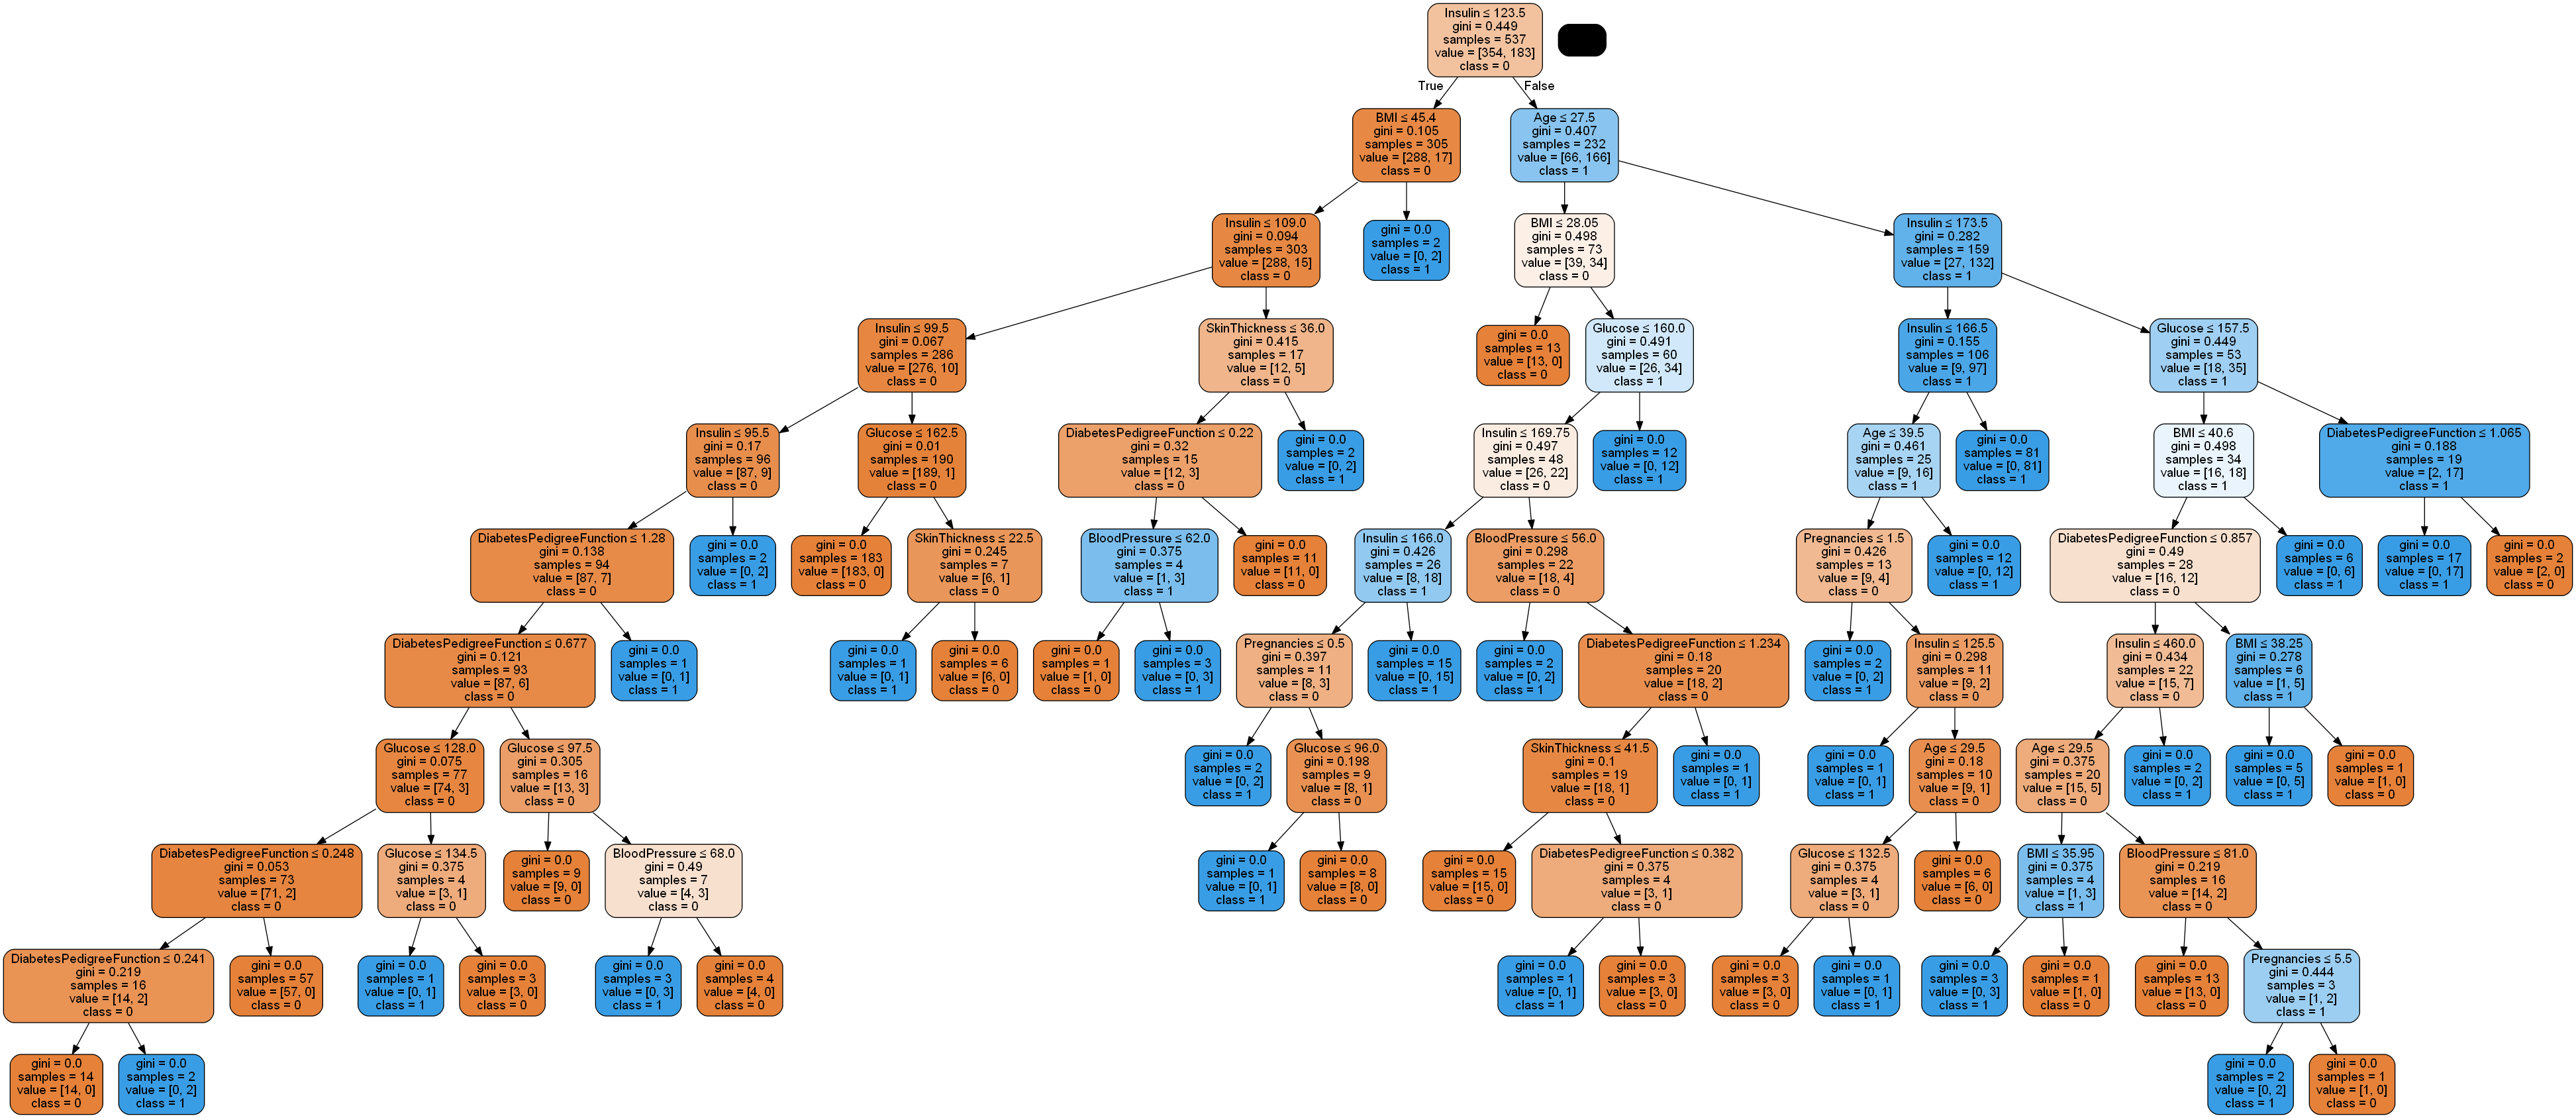 Insulin ≤ 123.5
gini = 0.449
samples = 537
value = [354, 183]
class = 0
True
False
BMI ≤ 45.4
gini = 0.105
samples = 305
value = [288, 17]
class = 0
Age ≤ 27.5
gini = 0.407
samples = 232
value = [66, 166]
class = 1
Insulin ≤ 109.0
gini = 0.094
samples = 303
value = [288, 15]
class = 0
gini = 0.0
samples = 2
value = [0, 2]
class = 1
BMI ≤ 28.05
gini = 0.498
samples = 73
value = [39, 34]
class = 0
Insulin ≤ 173.5
gini = 0.282
samples = 159
value = [27, 132]
class = 1
Insulin ≤ 99.5
gini = 0.067
samples = 286
value = [276, 10]
class = 0
SkinThickness ≤ 36.0
gini = 0.415
samples = 17
value = [12, 5]
class = 0
gini = 0.0
samples = 13
value = [13, 0]
class = 0
Glucose ≤ 160.0
gini = 0.491
samples = 60
value = [26, 34]
class = 1
Insulin ≤ 166.5
gini = 0.155
samples = 106
value = [9, 97]
class = 1
Glucose ≤ 157.5
gini = 0.449
samples = 53
value = [18, 35]
class = 1
Insulin ≤ 95.5
gini = 0.17
samples = 96
value = [87, 9]
class = 0
Glucose ≤ 162.5
gini = 0.01
samples = 190
value = [189, 1]
class = 0
DiabetesPedigreeFunction ≤ 0.22
gini = 0.32
samples = 15
value = [12, 3]
class = 0
gini = 0.0
samples = 2
value = [0, 2]
class = 1
Insulin ≤ 169.75
gini = 0.497
samples = 48
value = [26, 22]
class = 0
gini = 0.0
samples = 12
value = [0, 12]
class = 1
Age ≤ 39.5
gini = 0.461
samples = 25
value = [9, 16]
class = 1
gini = 0.0
samples = 81
value = [0, 81]
class = 1
BMI ≤ 40.6
gini = 0.498
samples = 34
value = [16, 18]
class = 1
DiabetesPedigreeFunction ≤ 1.065
gini = 0.188
samples = 19
value = [2, 17]
class = 1
DiabetesPedigreeFunction ≤ 1.28
gini = 0.138
samples = 94
value = [87, 7]
class = 0
gini = 0.0
samples = 2
value = [0, 2]
class = 1
gini = 0.0
samples = 183
value = [183, 0]
class = 0
SkinThickness ≤ 22.5
gini = 0.245
samples = 7
value = [6, 1]
class = 0
BloodPressure ≤ 62.0
gini = 0.375
samples = 4
value = [1, 3]
class = 1
gini = 0.0
samples = 11
value = [11, 0]
class = 0
Insulin ≤ 166.0
gini = 0.426
samples = 26
value = [8, 18]
class = 1
BloodPressure ≤ 56.0
gini = 0.298
samples = 22
value = [18, 4]
class = 0
Pregnancies ≤ 1.5
gini = 0.426
samples = 13
value = [9, 4]
class = 0
gini = 0.0
samples = 12
value = [0, 12]
class = 1
DiabetesPedigreeFunction ≤ 0.857
gini = 0.49
samples = 28
value = [16, 12]
class = 0
gini = 0.0
samples = 6
value = [0, 6]
class = 1
gini = 0.0
samples = 17
value = [0, 17]
class = 1
gini = 0.0
samples = 2
value = [2, 0]
class = 0
DiabetesPedigreeFunction ≤ 0.677
gini = 0.121
samples = 93
value = [87, 6]
class = 0
gini = 0.0
samples = 1
value = [0, 1]
class = 1
gini = 0.0
samples = 1
value = [0, 1]
class = 1
gini = 0.0
samples = 6
value = [6, 0]
class = 0
gini = 0.0
samples = 1
value = [1, 0]
class = 0
gini = 0.0
samples = 3
value = [0, 3]
class = 1
Pregnancies ≤ 0.5
gini = 0.397
samples = 11
value = [8, 3]
class = 0
gini = 0.0
samples = 15
value = [0, 15]
class = 1
gini = 0.0
samples = 2
value = [0, 2]
class = 1
DiabetesPedigreeFunction ≤ 1.234
gini = 0.18
samples = 20
value = [18, 2]
class = 0
gini = 0.0
samples = 2
value = [0, 2]
class = 1
Insulin ≤ 125.5
gini = 0.298
samples = 11
value = [9, 2]
class = 0
Insulin ≤ 460.0
gini = 0.434
samples = 22
value = [15, 7]
class = 0
BMI ≤ 38.25
gini = 0.278
samples = 6
value = [1, 5]
class = 1
Glucose ≤ 128.0
gini = 0.075
samples = 77
value = [74, 3]
class = 0
Glucose ≤ 97.5
gini = 0.305
samples = 16
value = [13, 3]
class = 0
gini = 0.0
samples = 2
value = [0, 2]
class = 1
Glucose ≤ 96.0
gini = 0.198
samples = 9
value = [8, 1]
class = 0
SkinThickness ≤ 41.5
gini = 0.1
samples = 19
value = [18, 1]
class = 0
gini = 0.0
samples = 1
value = [0, 1]
class = 1
gini = 0.0
samples = 1
value = [0, 1]
class = 1
Age ≤ 29.5
gini = 0.18
samples = 10
value = [9, 1]
class = 0
Age ≤ 29.5
gini = 0.375
samples = 20
value = [15, 5]
class = 0
gini = 0.0
samples = 2
value = [0, 2]
class = 1
gini = 0.0
samples = 5
value = [0, 5]
class = 1
gini = 0.0
samples = 1
value = [1, 0]
class = 0
DiabetesPedigreeFunction ≤ 0.248
gini = 0.053
samples = 73
value = [71, 2]
class = 0
Glucose ≤ 134.5
gini = 0.375
samples = 4
value = [3, 1]
class = 0
gini = 0.0
samples = 9
value = [9, 0]
class = 0
BloodPressure ≤ 68.0
gini = 0.49
samples = 7
value = [4, 3]
class = 0
gini = 0.0
samples = 1
value = [0, 1]
class = 1
gini = 0.0
samples = 8
value = [8, 0]
class = 0
gini = 0.0
samples = 15
value = [15, 0]
class = 0
DiabetesPedigreeFunction ≤ 0.382
gini = 0.375
samples = 4
value = [3, 1]
class = 0
Glucose ≤ 132.5
gini = 0.375
samples = 4
value = [3, 1]
class = 0
gini = 0.0
samples = 6
value = [6, 0]
class = 0
BMI ≤ 35.95
gini = 0.375
samples = 4
value = [1, 3]
class = 1
BloodPressure ≤ 81.0
gini = 0.219
samples = 16
value = [14, 2]
class = 0
DiabetesPedigreeFunction ≤ 0.241
gini = 0.219
samples = 16
value = [14, 2]
class = 0
gini = 0.0
samples = 57
value = [57, 0]
class = 0
gini = 0.0
samples = 1
value = [0, 1]
class = 1
gini = 0.0
samples = 3
value = [3, 0]
class = 0
gini = 0.0
samples = 3
value = [0, 3]
class = 1
gini = 0.0
samples = 4
value = [4, 0]
class = 0
gini = 0.0
samples = 1
value = [0, 1]
class = 1
gini = 0.0
samples = 3
value = [3, 0]
class = 0
gini = 0.0
samples = 3
value = [3, 0]
class = 0
gini = 0.0
samples = 1
value = [0, 1]
class = 1
gini = 0.0
samples = 3
value = [0, 3]
class = 1
gini = 0.0
samples = 1
value = [1, 0]
class = 0
gini = 0.0
samples = 13
value = [13, 0]
class = 0
Pregnancies ≤ 5.5
gini = 0.444
samples = 3
value = [1, 2]
class = 1
gini = 0.0
samples = 14
value = [14, 0]
class = 0
gini = 0.0
samples = 2
value = [0, 2]
class = 1
gini = 0.0
samples = 2
value = [0, 2]
class = 1
gini = 0.0
samples = 1
value = [1, 0]
class = 0